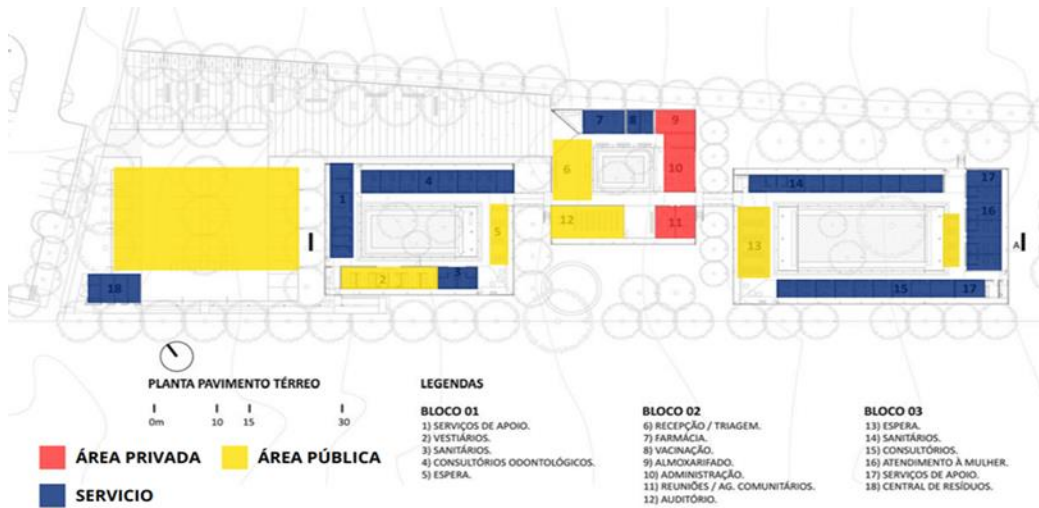 7
8
9
6
10
1
4
14
17
16
12
11
5
13
A
2
3
18
15
17
PLANTA PAVIMENTO TÉRREO
0m 10 15 30
ÁREA PRIVADA
ÁREA PÚBLICA
SERVICIO
LEGENDAS
BLOCO 01
1) SERVIÇOS DE APOIO.
2) VESTIÁRIOS.
3) SANITÁRIOS.
4) CONSULTÓRIOS ODONTOLÓGICOS.
5) ESPERA.
BLOCO 02
6) RECEPÇÃO / TRIAGEM.
7) FARMÁCIA.
8) VACINAÇÃO.
9) ALMOXARIFADO.
10) ADMINISTRAÇÃO.
11) REUNIÕES / AG. COMUNITÁRIOS.
12) AUDITÓRIO.
BLOCO 03
13) ESPERA.
14) SANITÁRIOS.
15) CONSULTÓRIOS.
16) ATENDIMENTO À MULHER.
17) SERVIÇOS DE APOIO.
18) CENTRAL DE RESÍDUOS.